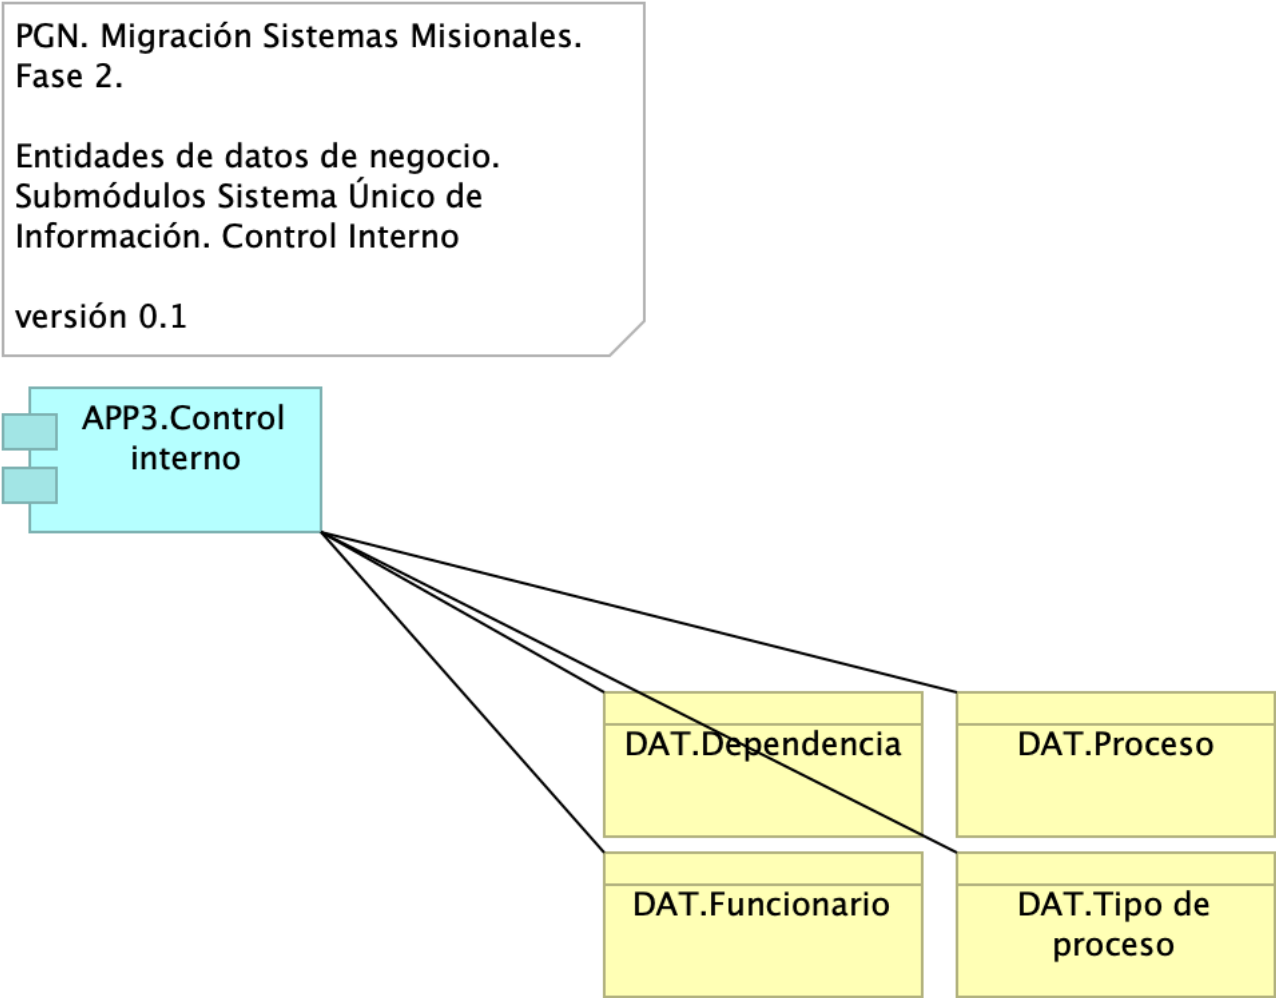 PGN. Migración Sistemas Misionales.
Fase 2.
Entidades de datos de negocio.
Submódulos Sistema Único de
Información. Control Interno
versión 0.1
APP3.Control
interno
DAT.Dependencia
DAT.Proceso
DAT.Funcionario
DAT.Tipo de
proceso